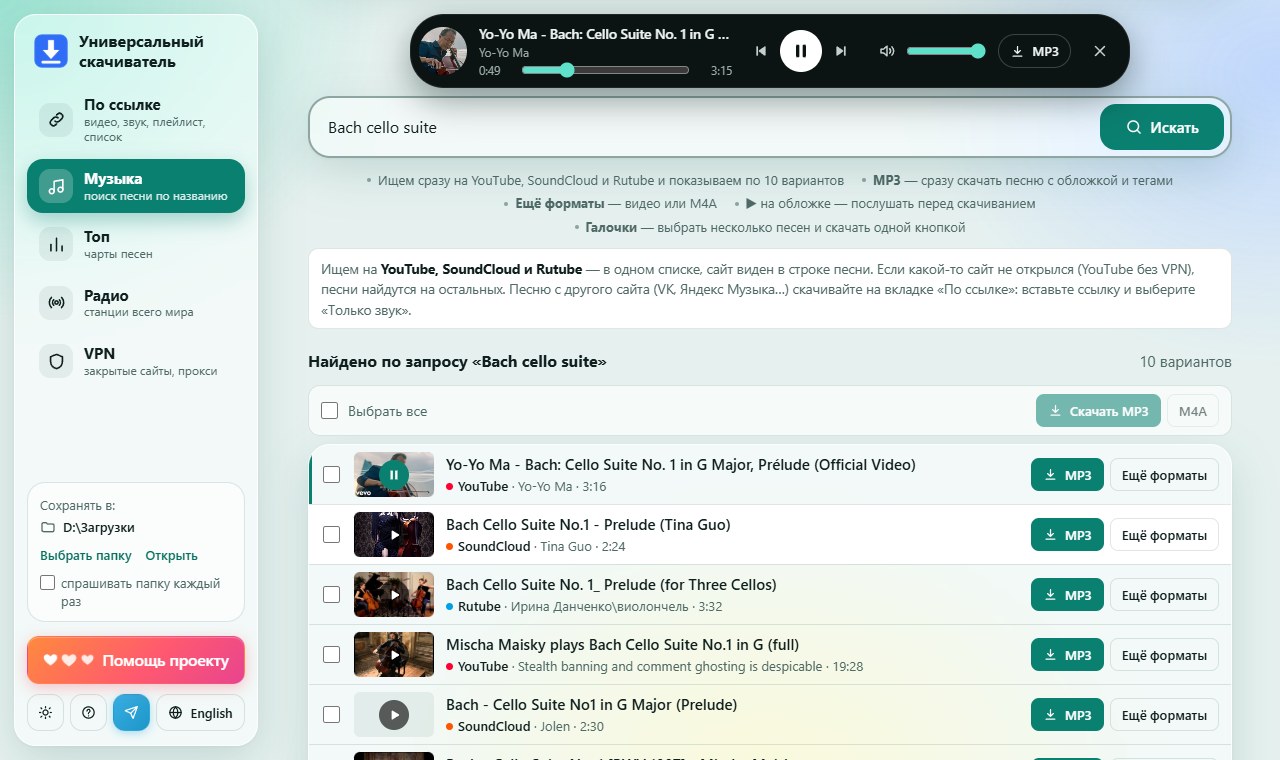 Универсальный
скачиватель
По ссылке
видео, звук, плейлист,
список
Музыка
поиск песни по названию
Топ
чарты песен
Радио
станции всего мира
VPN
закрытые сайты, прокси
Сохранять в:
D:\Загрузки
Выбрать папку Открыть
спрашивать папку каждый
раз
Помощь проекту
English
Yo-Yo Ma - Bach: Cello Suite No. 1 in G ...
Yo-Yo Ma
0:49 3:15
MP3
Bach cello suite
Искать
• Ищем сразу на YouTube, SoundCloud и Rutube и показываем по 10 вариантов • MP3 — сразу скачать песню с обложкой и тегами
• Ещё форматы — видео или M4A • ▶ на обложке — послушать перед скачиванием
• Галочки — выбрать несколько песен и скачать одной кнопкой
Ищем на YouTube, SoundCloud и Rutube — в одном списке, сайт виден в строке песни. Если какой-то сайт не открылся (YouTube без VPN),
песни найдутся на остальных. Песню с другого сайта (VK, Яндекс Музыка...) скачивайте на вкладке «По ссылке»: вставьте ссылку и выберите
«Только звук».
Найдено по запросу «Bach cello suite» 10 вариантов
Выбрать все Скачать MP3 M4A
Yo-Yo Ma - Bach: Cello Suite No. 1 in G Major, Prélude (Official Video)
YouTube · Yo-Yo Ma · 3:16
MP3 Ещё форматы
vevo
Bach Cello Suite No.1 - Prelude (Tina Guo)
SoundCloud · Tina Guo · 2:24
MP3 Ещё форматы
Bach Cello Suite No. 1_ Prelude (for Three Cellos)
Rutube · Ирина Данченко\виолончель · 3:32
MP3 Ещё форматы
Mischa Maisky plays Bach Cello Suite No.1 in G (full)
YouTube · Stealth banning and comment ghosting is despicable · 19:28
MP3 Ещё форматы
Bach - Cello Suite No1 in G Major (Prelude)
SoundCloud · Jolen · 2:30
MP3 Ещё форматы